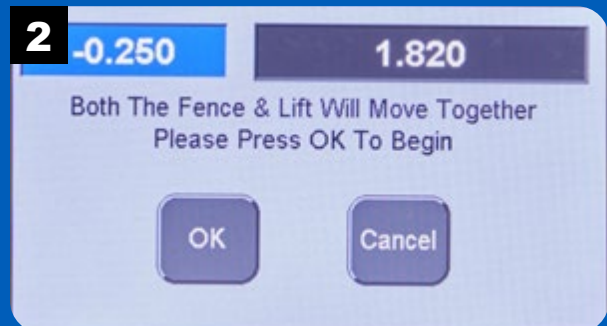 2
-0.250 1.820
Both The Fence & Lift Will Move Together
Please Press OK To Begin
OK Cancel